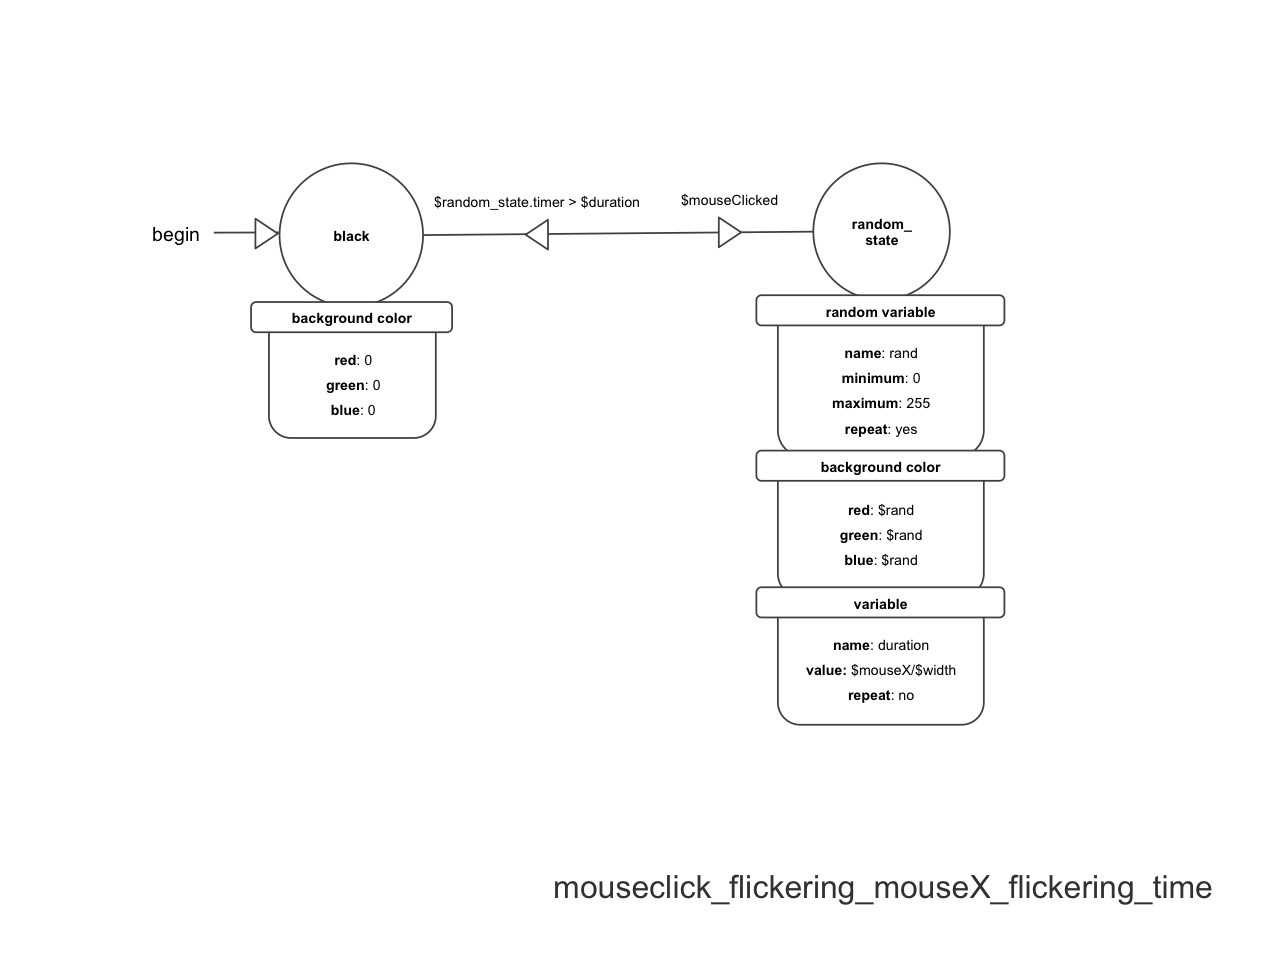 $random_state.timer > $duration
$mouseClicked
begin
black
random_
state
background color
red: 0
green: 0
blue: 0
random variable
name: rand
minimum: 0
maximum: 255
repeat: yes
background color
red: $rand
green: $rand
blue: $rand
variable
name: duration
value: $mouseX/$width
repeat: no
mouseclick_flickering_mouseX_flickering_time